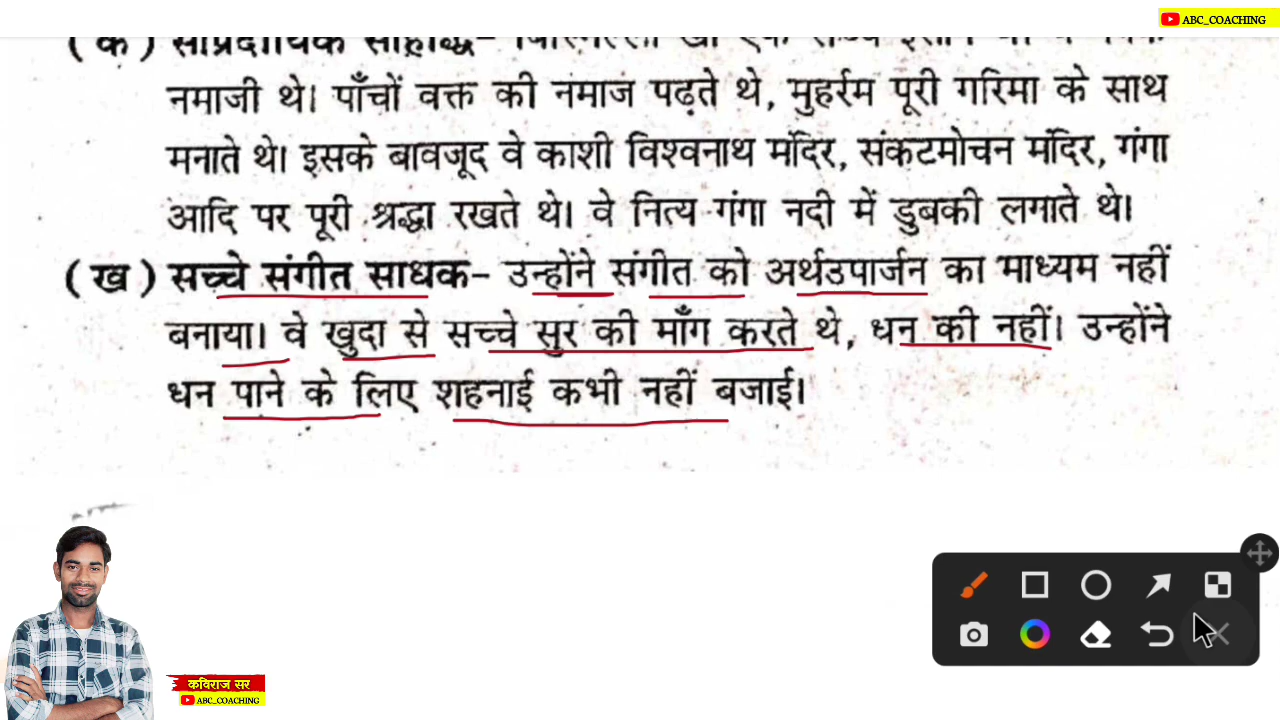 ABC_COACHING
(क) सांप्रदायिक सौहार्द्र–
नमाजी थे। पाँचों वक्त की नमाज पढ़ते थे, मुहर्रम पूरी गरिमा के साथ
मनाते थे। इसके बावजूद वे काशी विश्वनाथ मंदिर, संकटमोचन मंदिर, गंगा
आदि पर पूरी श्रद्धा रखते थे। वे नित्य गंगा नदी में डुबकी लगाते थे।
(ख) सच्चे संगीत साधक– उन्होंने संगीत को अर्थउपार्जन का माध्यम नहीं
बनाया। वे खुदा से सच्चे सुर की माँग करते थे, धन की नहीं। उन्होंने
धन पाने के लिए शहनाई कभी नहीं बजाई।
कविराज सर
ABC_COACHING